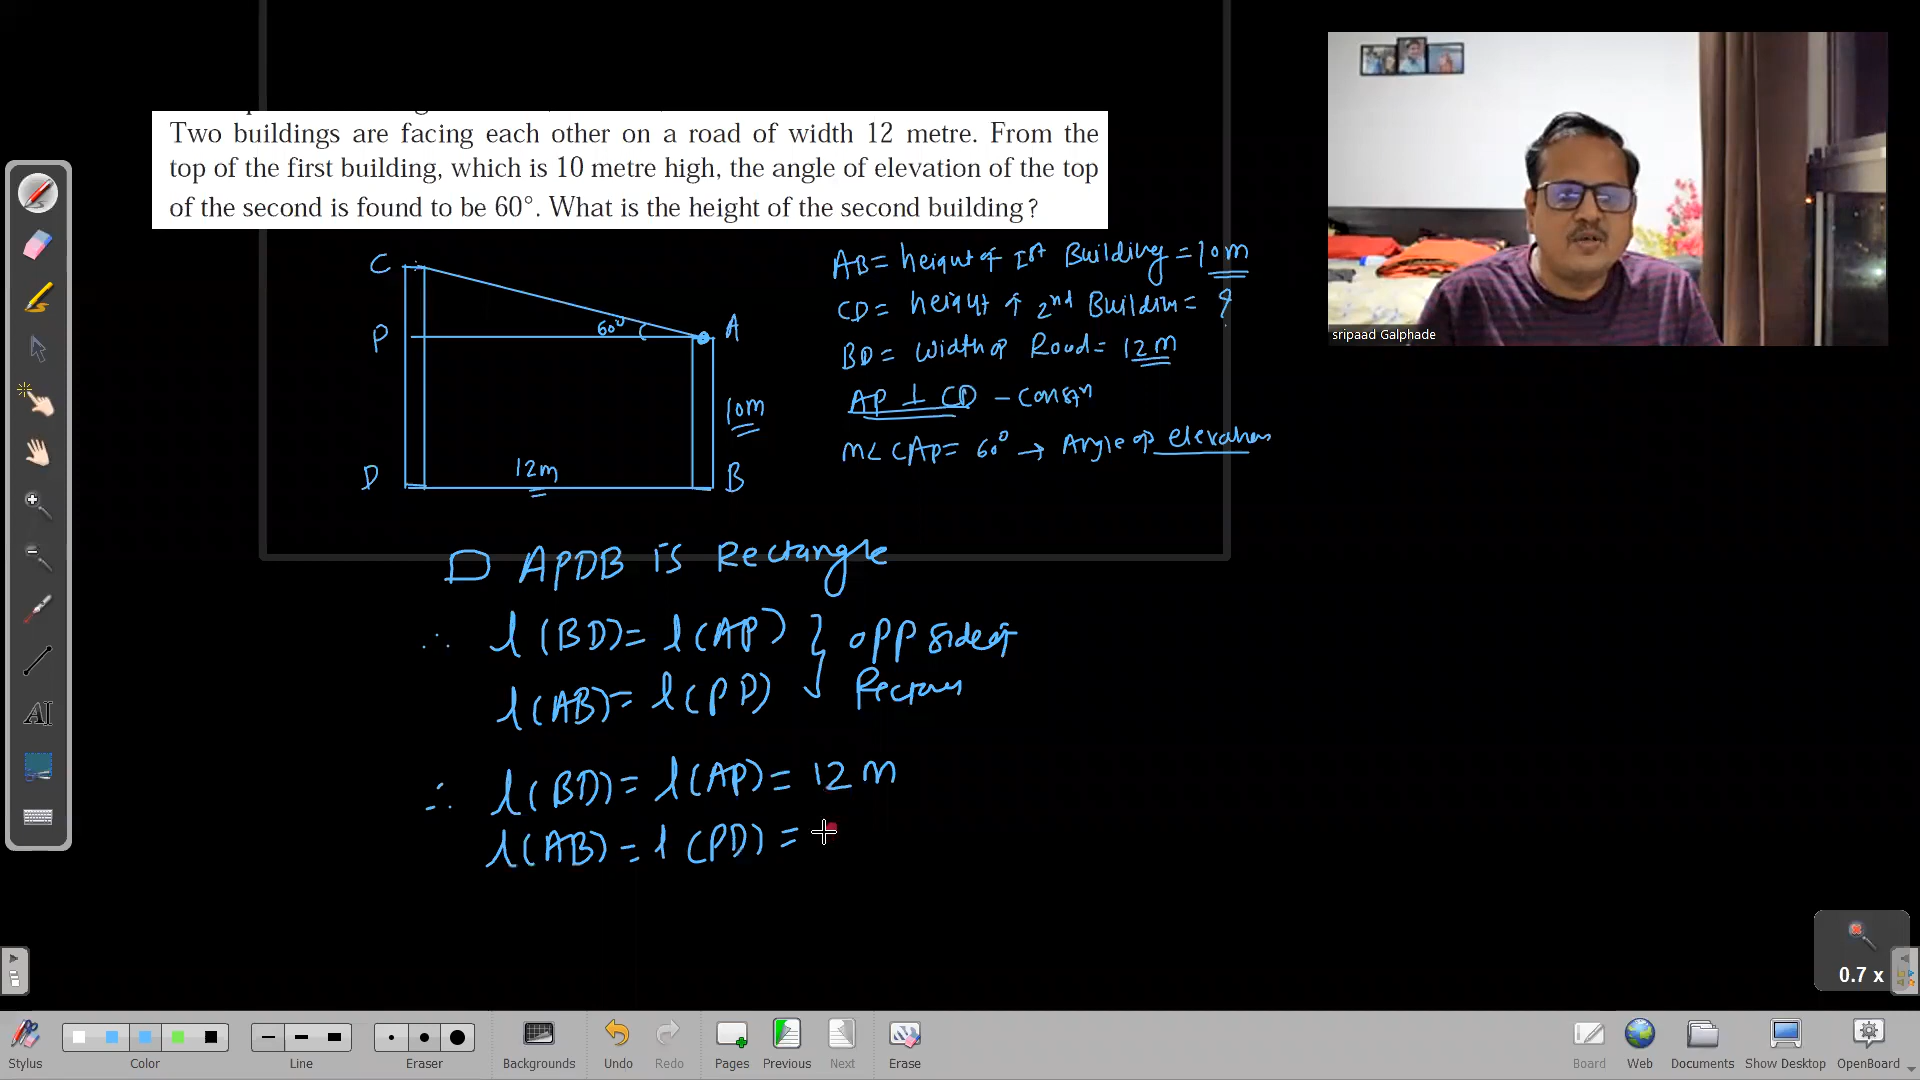 Two buildings are facing each other on a road of width 12 metre. From the
top of the first building, which is 10 metre high, the angle of elevation of the top
of the second is found to be 60°. What is the height of the second building?
sripaad Galphade
C
P
60°
A
10m
D
12m
B
AB = height of Ist Building = 10m
CD = height of 2nd Buildin = ?
BD = width of Road = 12m
AP ⊥ CD - Constn
m∠CAP = 60° → Angle of elevation
□ APDB is Rectangle
∴ l(BD) = l(AP) } opp side of
l(AB) = l(PD)
∴ l(BD) = l(AP) = 12m
l(AB) = l(PD) =
0.7 x
Stylus
Color
Line
Eraser
Backgrounds
Undo
Redo
Pages
Previous
Next
Erase
Board
Web
Documents
Show Desktop
OpenBoard